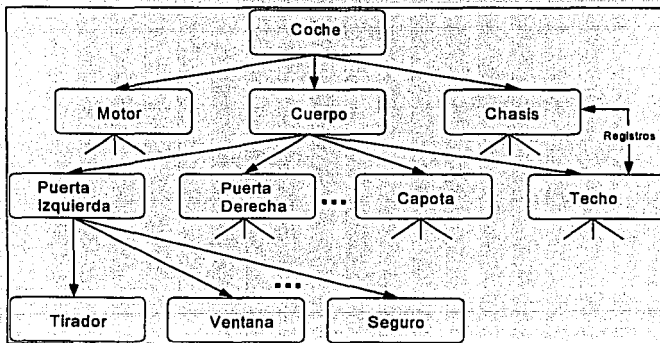 Coche
Motor
Cuerpo
Chasis
Registros
Puerta
Izquierda
Puerta
Derecha
...
Capota
Techo
...
Tirador
Ventana
Seguro